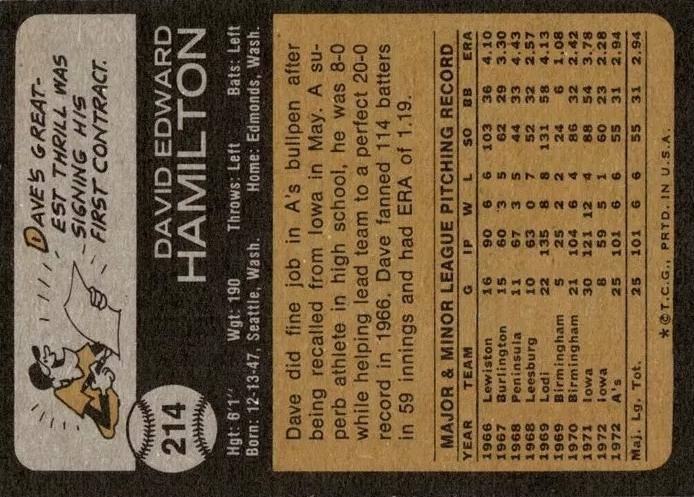 DAVE'S GREAT-
EST THRILL WAS
SIGNING HIS
FIRST CONTRACT.
214
DAVID EDWARD
HAMILTON
Hgt: 6'1" Wgt: 190 Throws: Left Bats: Left
Born: 12-13-47, Seattle, Wash. Home: Edmonds, Wash.
Dave did fine job in A's bullpen after
being recalled from Iowa in May. A su-
perb athlete in high school, he was 8-0
while helping lead team to a perfect 20-0
record in 1966. Dave fanned 114 batters
in 59 innings and had ERA of 1.19.
MAJOR & MINOR LEAGUE PITCHING RECORD
YEAR TEAM G IP W L SO BB ERA
1966 Lewiston 16 90 6 6 103 36 4.10
1967 Burlington 15 60 3 5 62 29 3.30
1968 Peninsula 11 67 3 5 44 33 4.43
1968 Leesburg 10 63 0 7 52 32 2.57
1969 Lodi 22 135 8 8 131 58 4.13
1969 Birmingham 5 25 2 2 24 6 1.08
1970 Birmingham 21 104 6 6 86 32 2.42
1971 Iowa 30 121 12 4 88 54 3.78
1972 Iowa 8 59 5 1 60 23 2.28
1972 A's 25 101 6 6 55 31 2.94
Maj. Lg. Tot. 25 101 6 6 55 31 2.94
*© T.C.G., PRTD. IN U.S.A.